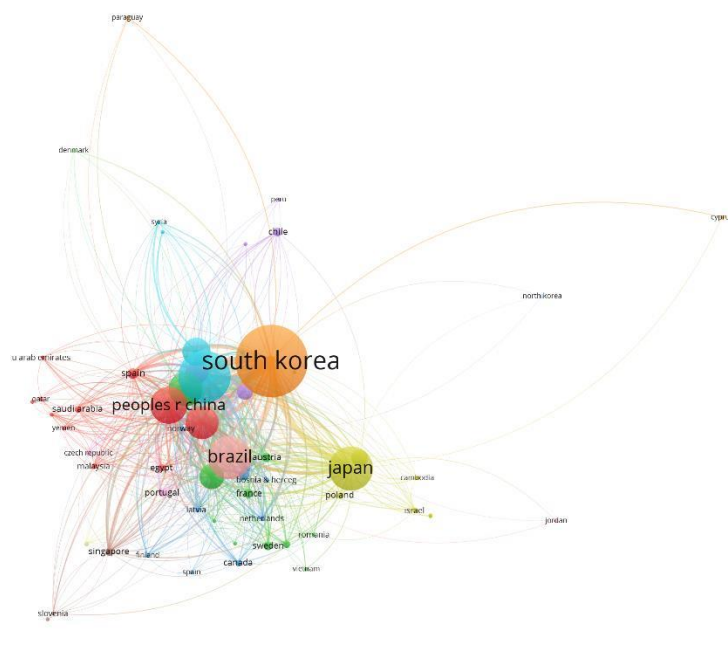 paraguay
denmark
peru
syria
chile
cypru
northkorea
u arab emirates
south korea
spain
qatar
saudi arabia
peoples r china
yemen
norway
czech republic
malaysia
egypt
brazil
austria
japan
bosnia & herceg
cambodia
portugal
france
poland
latvia
israel
netherlands
jordan
romania
singapore
finland
sweden
canada
spain
vietnam
slovenia